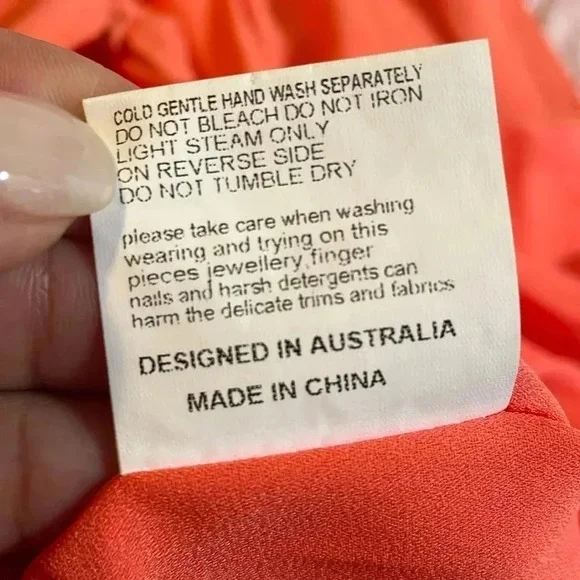 COLD GENTLE HAND WASH SEPARATELY
DO NOT BLEACH DO NOT IRON
LIGHT STEAM ONLY
ON REVERSE SIDE
DO NOT TUMBLE DRY
please take care when washing
wearing and trying on this
pieces jewellery,finger
nails and harsh detergents can
harm the delicate trims and fabrics
DESIGNED IN AUSTRALIA
MADE IN CHINA